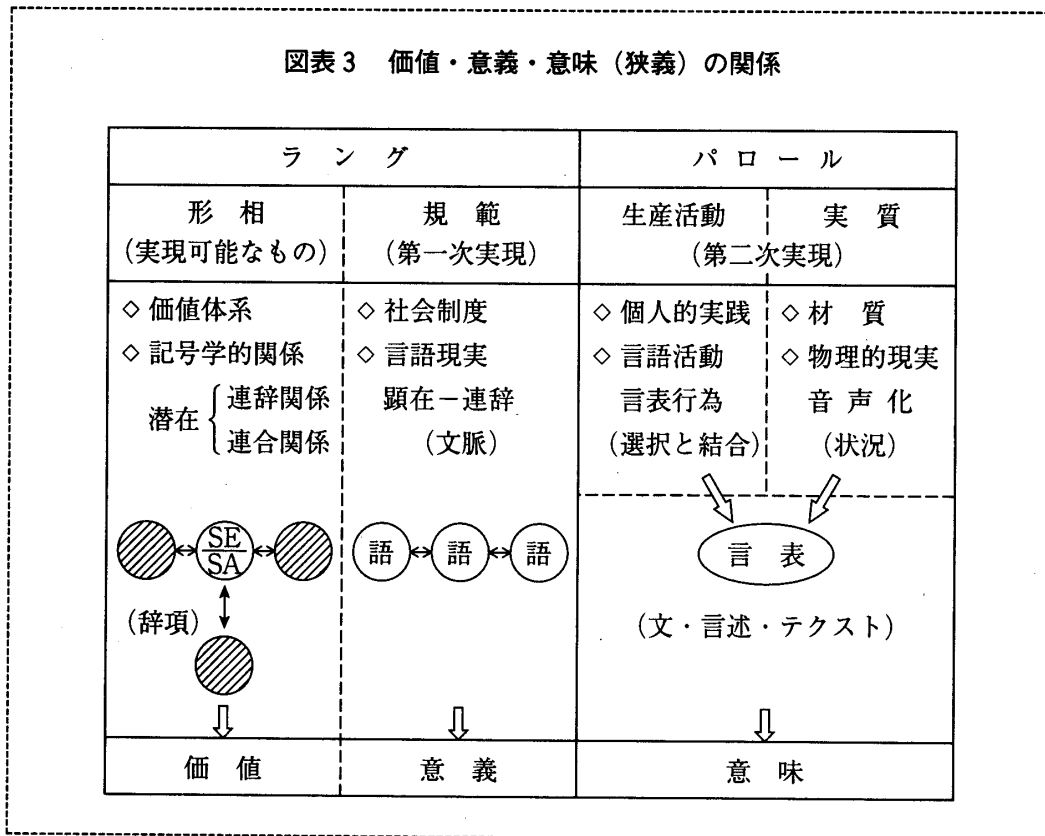 図表3 価値・意義・意味（狭義）の関係
ラング
パロール
形相
（実現可能なもの）
規範
（第一次実現）
生産活動
実質
（第二次実現）
◇価値体系
◇記号学的関係
潜在
連辞関係
連合関係
SE
SA
（辞項）
◇社会制度
◇言語現実
顕在－連辞
（文脈）
語
語
語
◇個人的実践
◇言語活動
言表行為
（選択と結合）
◇材質
◇物理的現実
音声化
（状況）
言表
（文・言述・テクスト）
価値
意義
意味